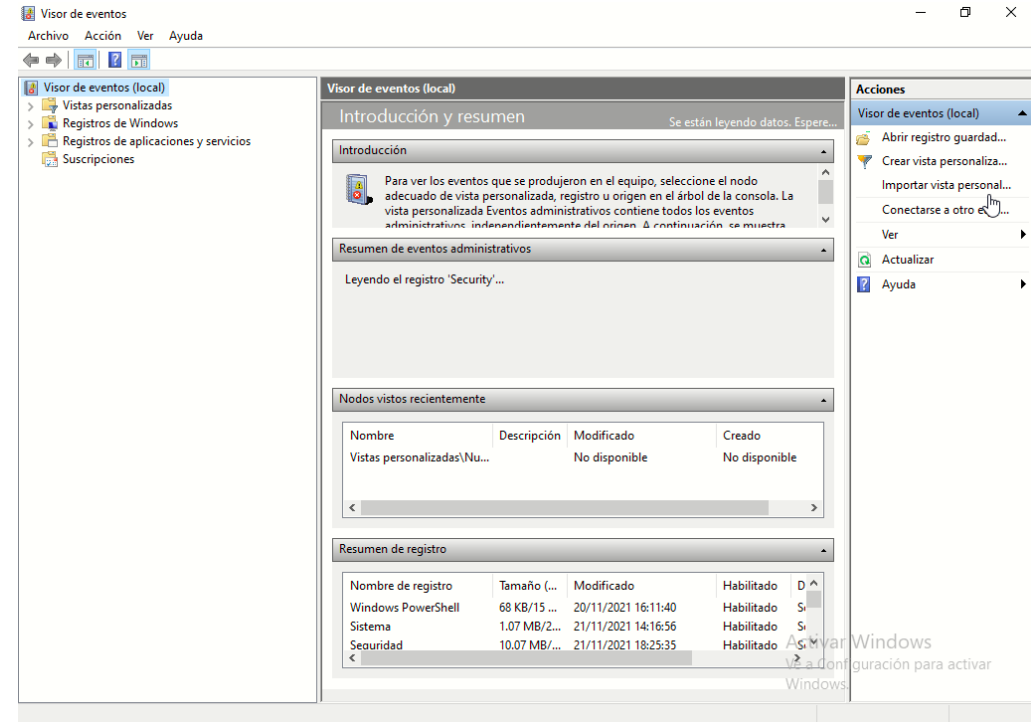 Visor de eventos
Archivo Acción Ver Ayuda
Visor de eventos (local)
Vistas personalizadas
Registros de Windows
Registros de aplicaciones y servicios
Suscripciones
Visor de eventos (local)
Introducción y resumen
Se están leyendo datos. Espere...
Introducción
Para ver los eventos que se produjeron en el equipo, seleccione el nodo
adecuado de vista personalizada, registro u origen en el árbol de la consola. La
vista personalizada Eventos administrativos contiene todos los eventos
administrativos, independientemente del origen. A continuación, se muestra
Resumen de eventos administrativos
Leyendo el registro 'Security'...
Nodos vistos recientemente
Nombre Descripción Modificado Creado
Vistas personalizadas\Nu... No disponible No disponible
Resumen de registro
Nombre de registro Tamaño (... Modificado Habilitado D
Windows PowerShell 68 KB/15 ... 20/11/2021 16:11:40 Habilitado
Sistema 1.07 MB/2... 21/11/2021 14:16:56 Habilitado
Seguridad 10.07 MB/... 21/11/2021 18:25:35 Habilitado
Acciones
Visor de eventos (local)
Abrir registro guardad...
Crear vista personaliza...
Importar vista personal...
Conectarse a otro e...
Ver
Actualizar
Ayuda
Activar Windows
Ve a Configuración para activar
Windows.